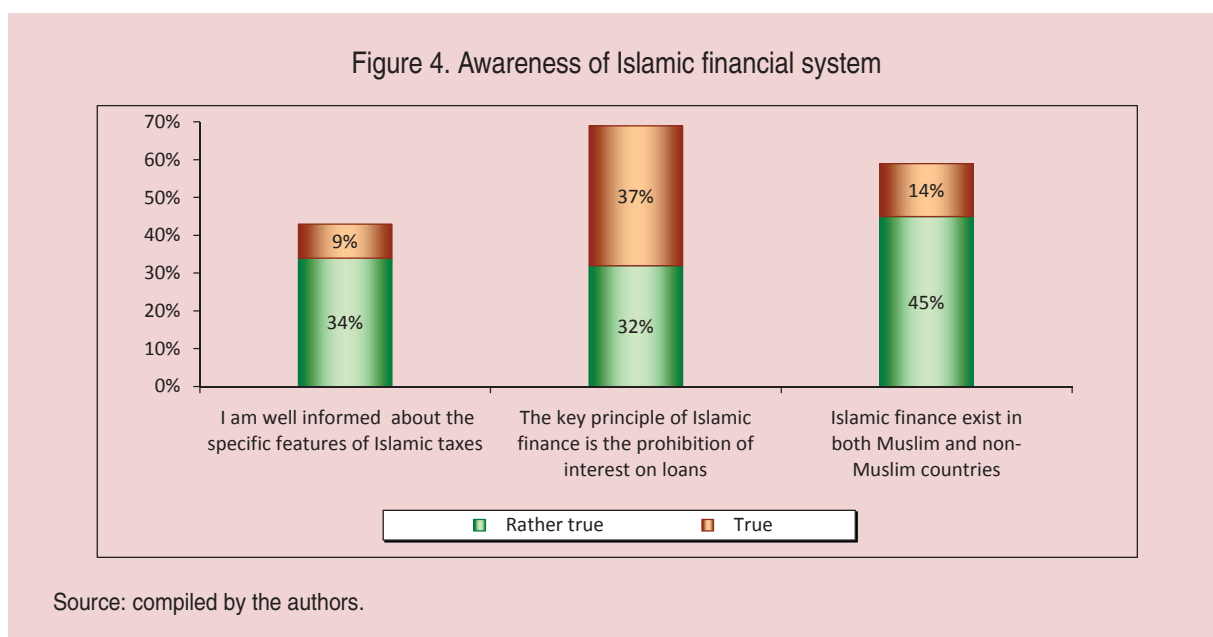 Figure 4. Awareness of Islamic financial system
70%
60%
50%
40%
30%
20%
10%
0%
9%
34%
37%
32%
14%
45%
I am well informed about the
specific features of Islamic taxes
The key principle of Islamic
finance is the prohibition of
interest on loans
Islamic finance exist in
both Muslim and non-
Muslim countries
Rather true
True
Source: compiled by the authors.